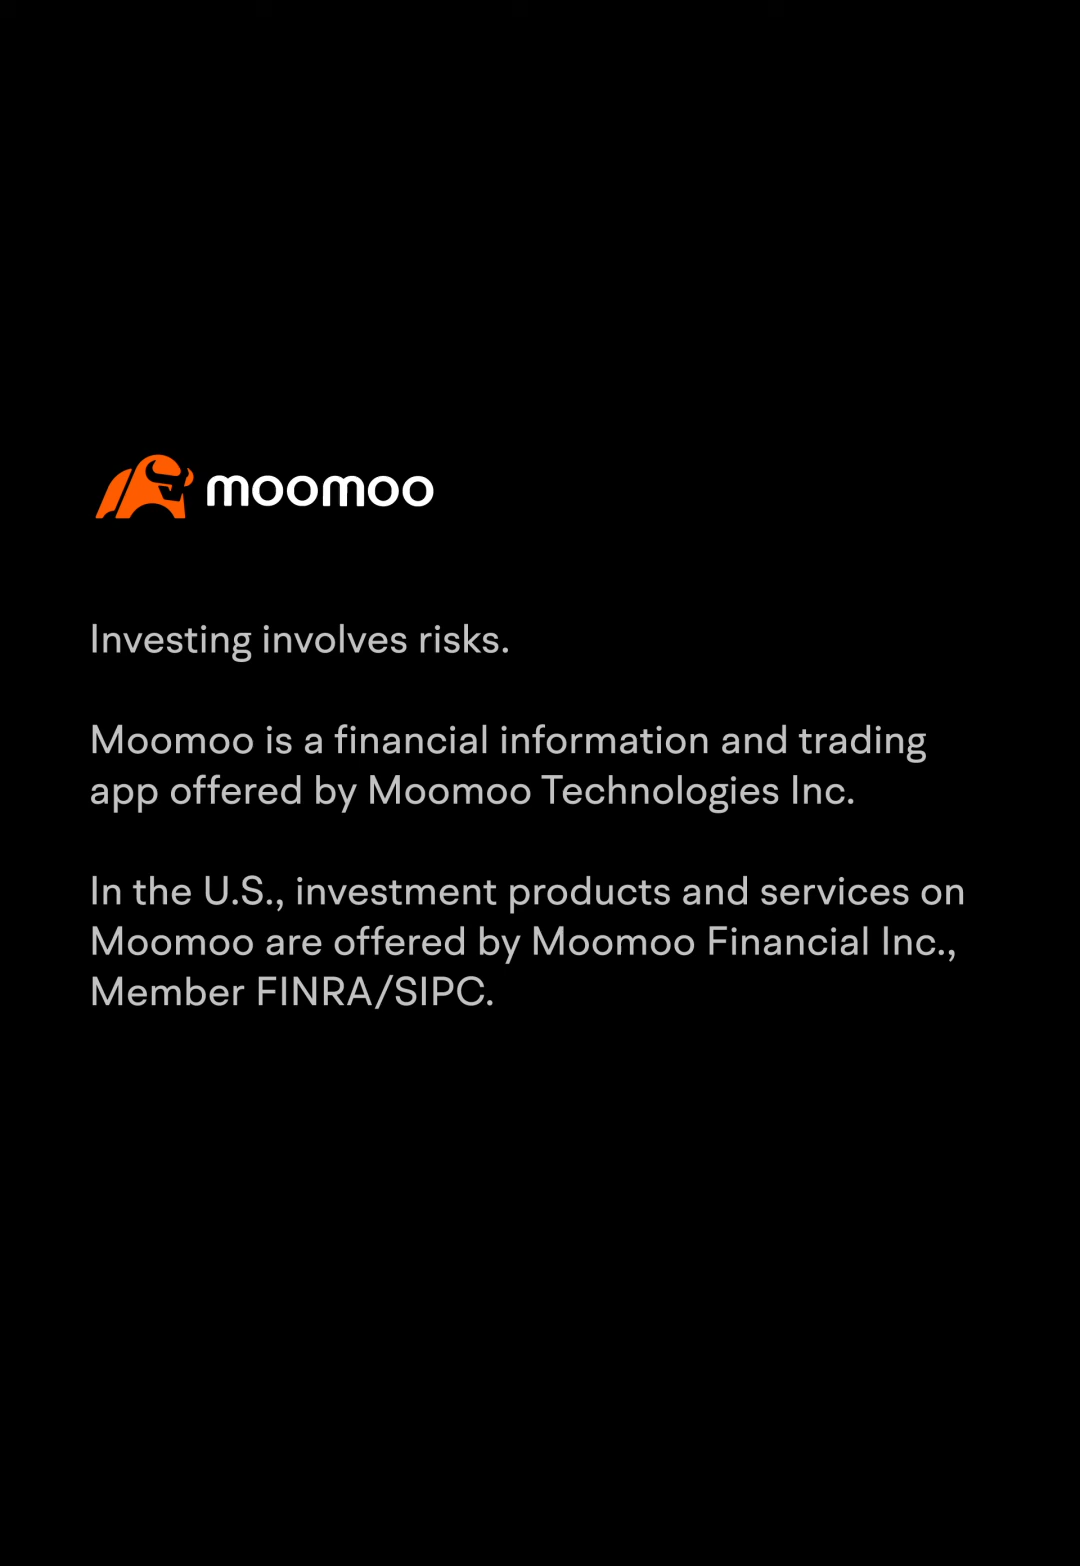 moomoo
Investing involves risks.
Moomoo is a financial information and trading
app offered by Moomoo Technologies Inc.
In the U.S., investment products and services on
Moomoo are offered by Moomoo Financial Inc.,
Member FINRA/SIPC.